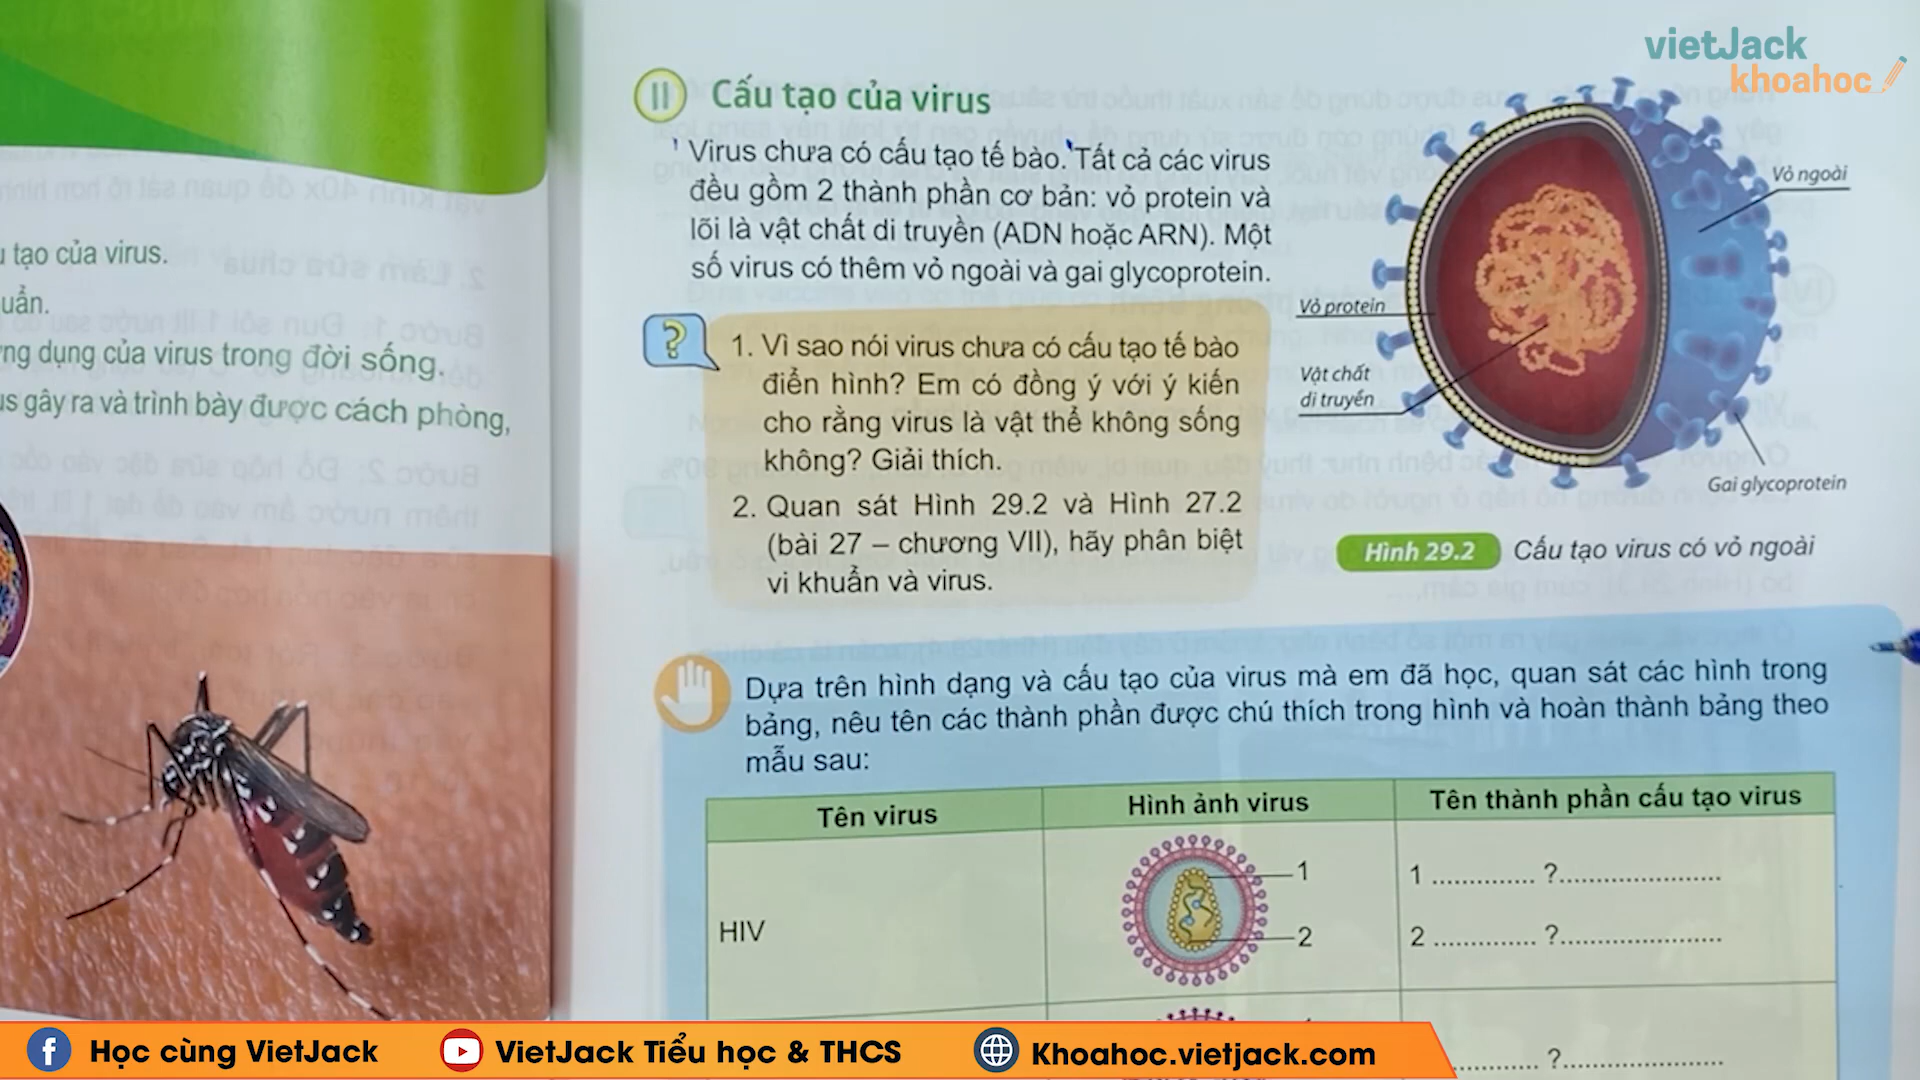 vietJack
khoahoc
u tạo của virus.
uẩn.
ng dụng của virus trong đời sống.
us gây ra và trình bày được cách phòng,
II Cấu tạo của virus
Virus chưa có cấu tạo tế bào. Tất cả các virus
đều gồm 2 thành phần cơ bản: vỏ protein và
lõi là vật chất di truyền (ADN hoặc ARN). Một
số virus có thêm vỏ ngoài và gai glycoprotein.
?
1. Vì sao nói virus chưa có cấu tạo tế bào
điển hình? Em có đồng ý với ý kiến
cho rằng virus là vật thể không sống
không? Giải thích.
2. Quan sát Hình 29.2 và Hình 27.2
(bài 27 – chương VII), hãy phân biệt
vi khuẩn và virus.
Vỏ ngoài
Vỏ protein
Vật chất
di truyền
Gai glycoprotein
Hình 29.2 Cấu tạo virus có vỏ ngoài
Dựa trên hình dạng và cấu tạo của virus mà em đã học, quan sát các hình trong
bảng, nêu tên các thành phần được chú thích trong hình và hoàn thành bảng theo
mẫu sau:
Tên virus Hình ảnh virus Tên thành phần cấu tạo virus
HIV
1
2
1 .............. ?.....................
2 .............. ?.....................
.............. ?.....................
Học cùng VietJack
VietJack Tiểu học & THCS
Khoahoc.vietjack.com